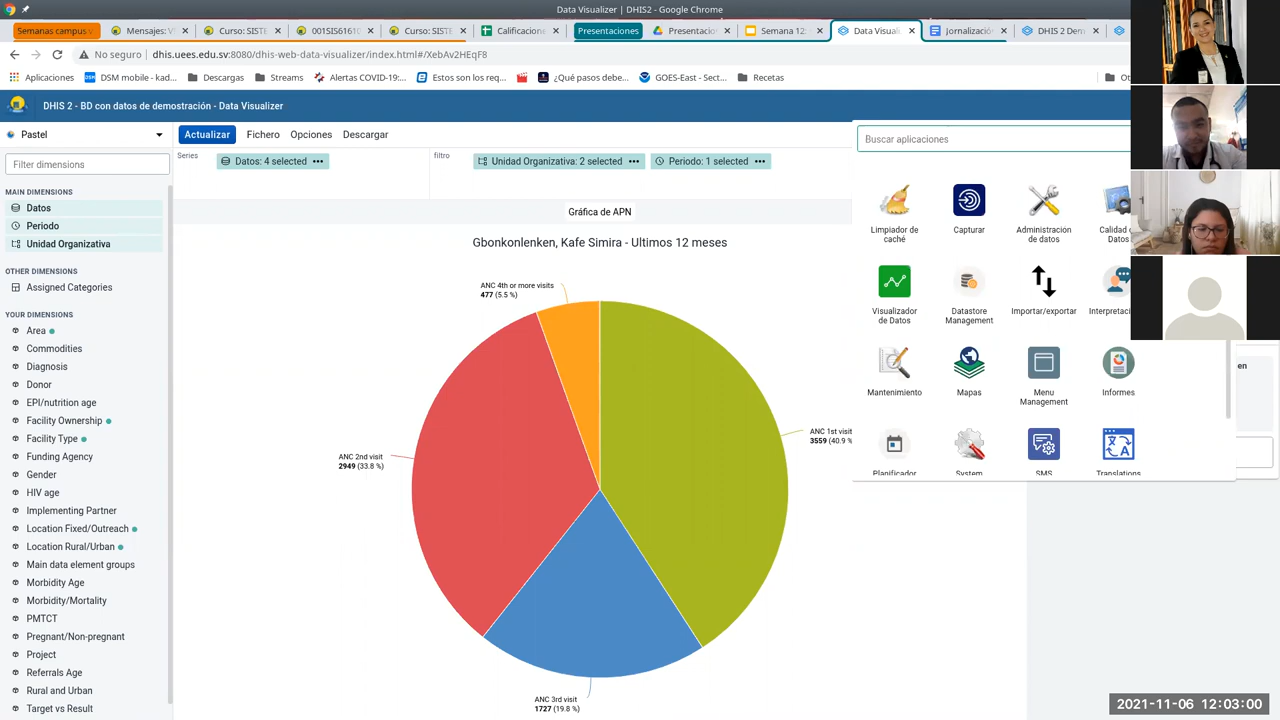 Data Visualizer | DHIS2 - Google Chrome
Semanas campus v
Mensajes: V
Curso: SISTE
001SIS61610
Curso: SISTE
Calificacione
Presentaciones
Presentacio
Semana 12:
Data Visuali
Jornalizació
DHIS 2 Dem
No seguro
dhis.uees.edu.sv:8080/dhis-web-data-visualizer/index.html#/XebAv2HEqF8
Aplicaciones
DSM mobile - kad...
Descargas
Streams
Alertas COVID-19:...
Estos son los req...
¿Qué pasos debe...
GOES-East - Sect...
Recetas
Ot
DHIS 2 - BD con datos de demostración - Data Visualizer
Pastel
Actualizar
Fichero
Opciones
Descargar
Buscar aplicaciones
Filter dimensions
Series
Datos: 4 selected
filtro
Unidad Organizativa: 2 selected
Periodo: 1 selected
MAIN DIMENSIONS
Datos
Periodo
Unidad Organizativa
OTHER DIMENSIONS
Assigned Categories
YOUR DIMENSIONS
Area
Commodities
Diagnosis
Donor
EPI/nutrition age
Facility Ownership
Facility Type
Funding Agency
Gender
HIV age
Implementing Partner
Location Fixed/Outreach
Location Rural/Urban
Main data element groups
Morbidity Age
Morbidity/Mortality
PMTCT
Pregnant/Non-pregnant
Project
Referrals Age
Rural and Urban
Target vs Result
Gráfica de APN
Gbonkonlenken, Kafe Simira - Ultimos 12 meses
ANC 4th or more visits
477 (5.5 %)
ANC 1st visit
3559 (40.9 %
ANC 2nd visit
2949 (33.8 %)
ANC 3rd visit
1727 (19.8 %)
Limpiador de
caché
Capturar
Administración
de datos
Calidad d
Datos
Visualizador
de Datos
Datastore
Management
Importar/exportar
Interpretaci
Mantenimiento
Mapas
Menu
Management
Informes
Planificador
System
SMS
Translations
en
2021-11-06 12:03:00